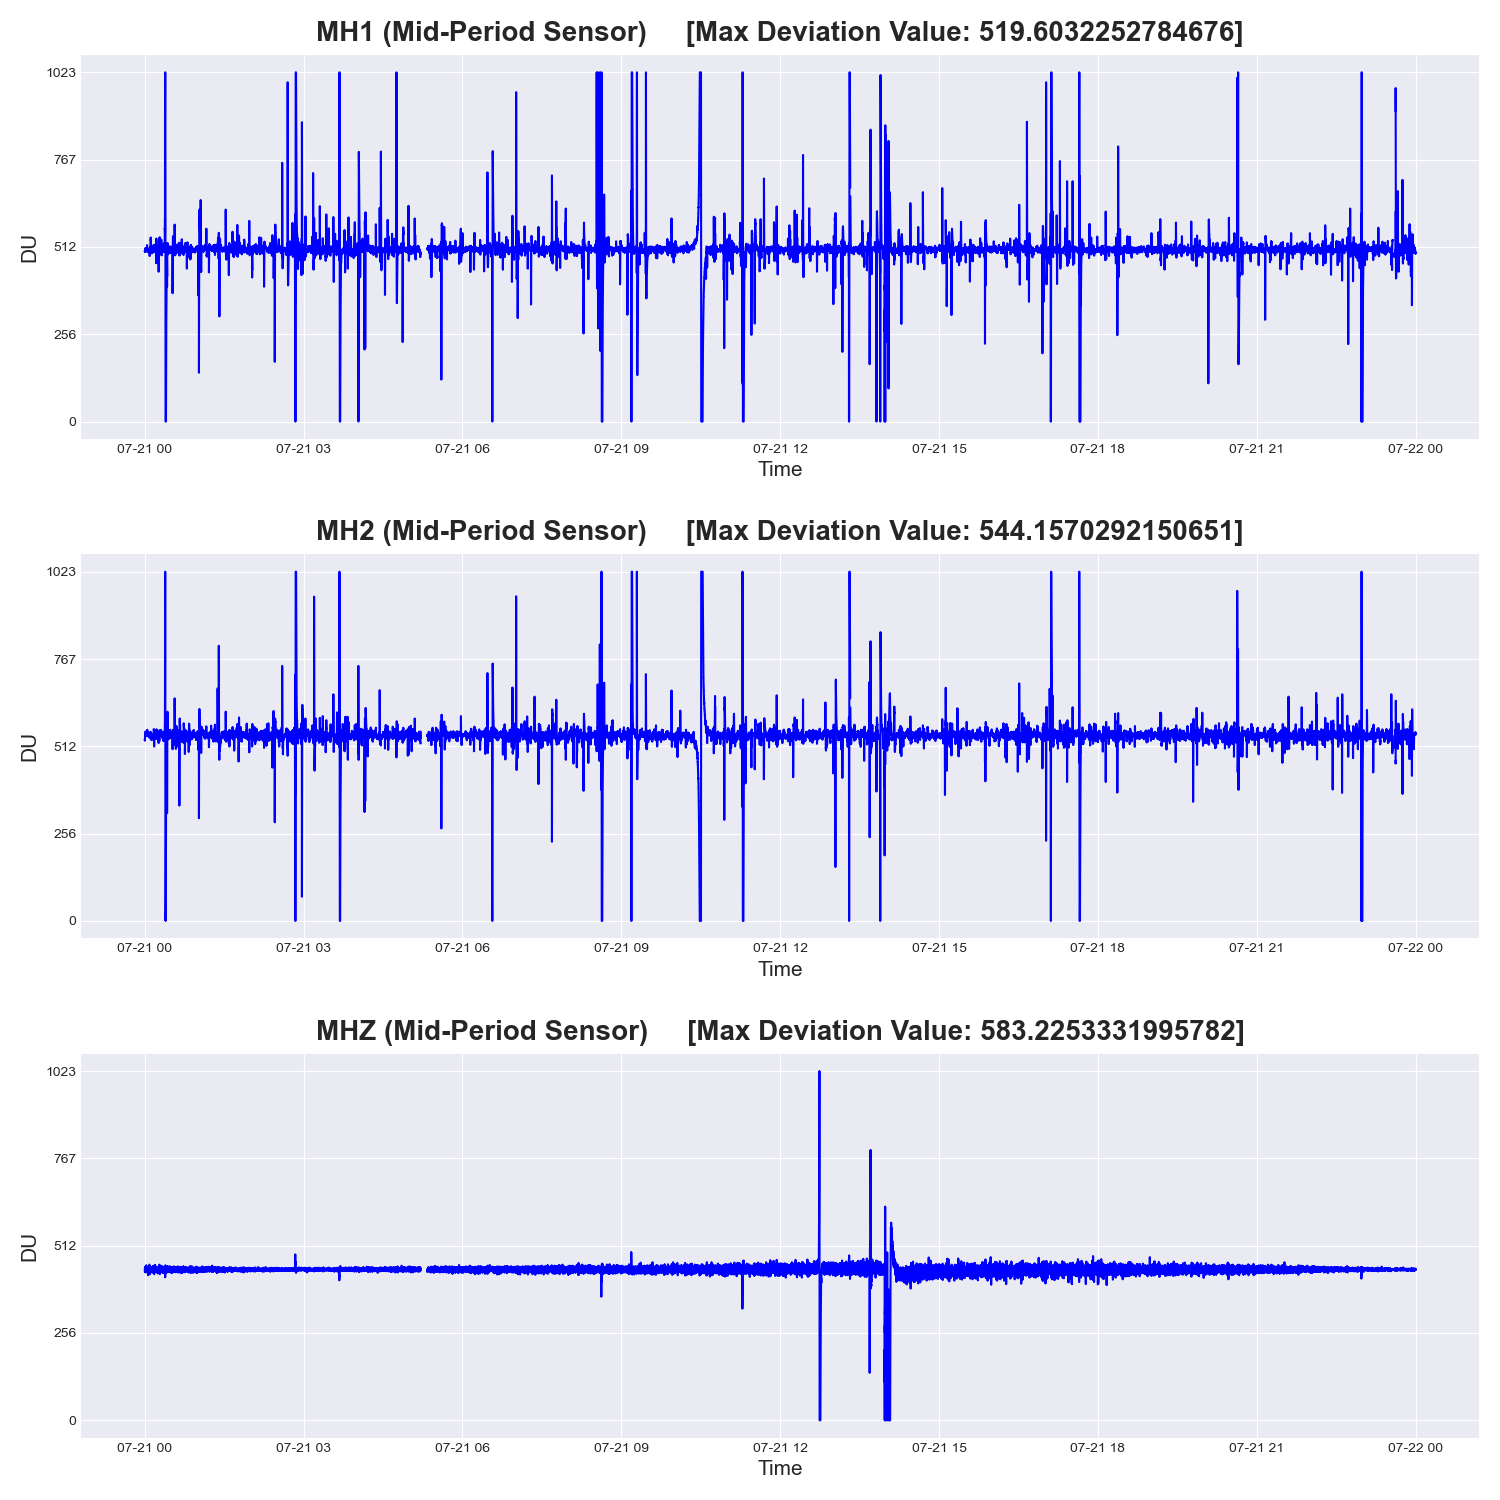 MH1 (Mid-Period Sensor) [Max Deviation Value: 519.6032252784676]
1023
767
512
256
0
DU
07-21 00 07-21 03 07-21 06 07-21 09 07-21 12 07-21 15 07-21 18 07-21 21 07-22 00
Time
MH2 (Mid-Period Sensor) [Max Deviation Value: 544.1570292150651]
1023
767
512
256
0
DU
07-21 00 07-21 03 07-21 06 07-21 09 07-21 12 07-21 15 07-21 18 07-21 21 07-22 00
Time
MHZ (Mid-Period Sensor) [Max Deviation Value: 583.2253331995782]
1023
767
512
256
0
DU
07-21 00 07-21 03 07-21 06 07-21 09 07-21 12 07-21 15 07-21 18 07-21 21 07-22 00
Time